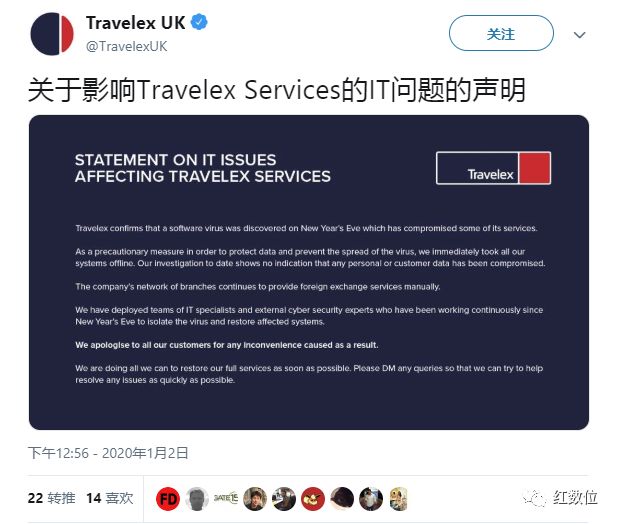 Travelex UK
@TravelexUK
关注
关于影响Travelex Services的IT问题的声明
STATEMENT ON IT ISSUES
AFFECTING TRAVELEX SERVICES
Travelex
Travelex confirms that a software virus was discovered on New Year's Eve which has compromised some of its services.
As a precautionary measure in order to protect data and prevent the spread of the virus, we immediately took all our
systems offline. Our investigation to date shows no indication that any personal or customer data has been compromised.
The company's network of branches continues to provide foreign exchange services manually.
We have deployed teams of IT specialists and external cyber security experts who have been working continuously since
New Year's Eve to isolate the virus and restore affected systems.
We apologise to all our customers for any inconvenience caused as a result.
We are doing all we can to restore our full services as soon as possible. Please DM any queries so that we can try to help
resolve any issues as quickly as possible.
下午12:56 - 2020年1月2日
22 转推 14 喜欢
FD
GATE15
红数位